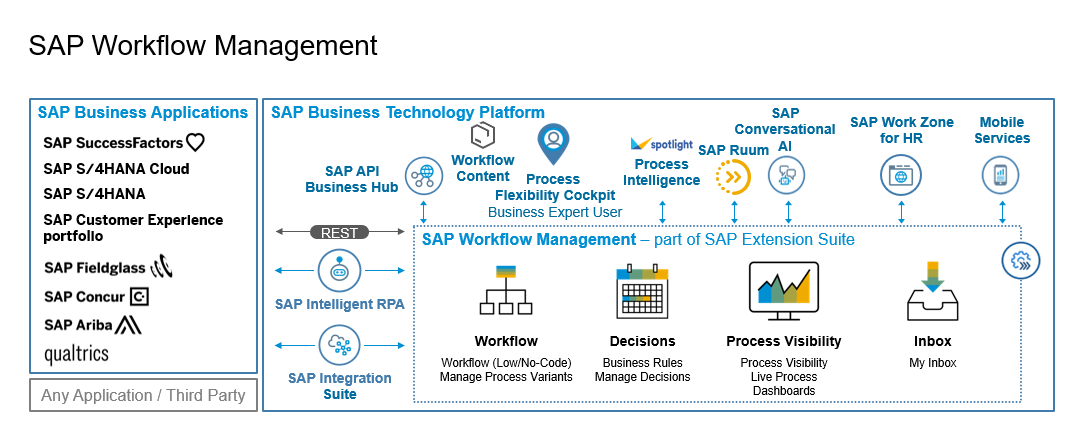 SAP Workflow Management
SAP Business Applications
SAP SuccessFactors
SAP S/4HANA Cloud
SAP S/4HANA
SAP Customer Experience
portfolio
SAP Fieldglass
SAP Concur
SAP Ariba
qualtrics
Any Application / Third Party
SAP Business Technology Platform
SAP API
Business Hub
Workflow
Content
Process
Flexibility Cockpit
Business Expert User
spotlight
Process
Intelligence
SAP Ruum
SAP
Conversational
AI
SAP Work Zone
for HR
Mobile
Services
REST
SAP Intelligent RPA
SAP Integration
Suite
SAP Workflow Management – part of SAP Extension Suite
Workflow
Workflow (Low/No-Code)
Manage Process Variants
Decisions
Business Rules
Manage Decisions
Process Visibility
Process Visibility
Live Process
Dashboards
Inbox
My Inbox